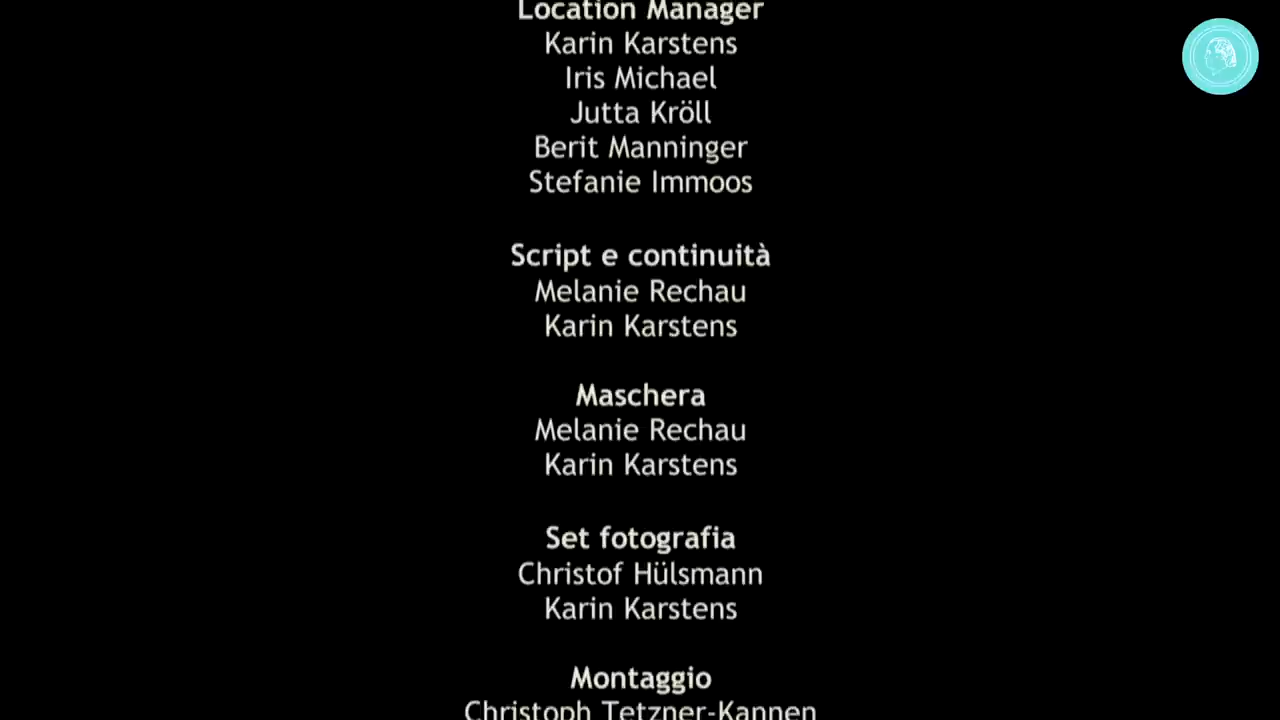 Location Manager
Karin Karstens
Iris Michael
Jutta Kröll
Berit Manninger
Stefanie Immoos
Script e continuità
Melanie Rechau
Karin Karstens
Maschera
Melanie Rechau
Karin Karstens
Set fotografia
Christof Hülsmann
Karin Karstens
Montaggio
Christoph Tetzner-Kannen